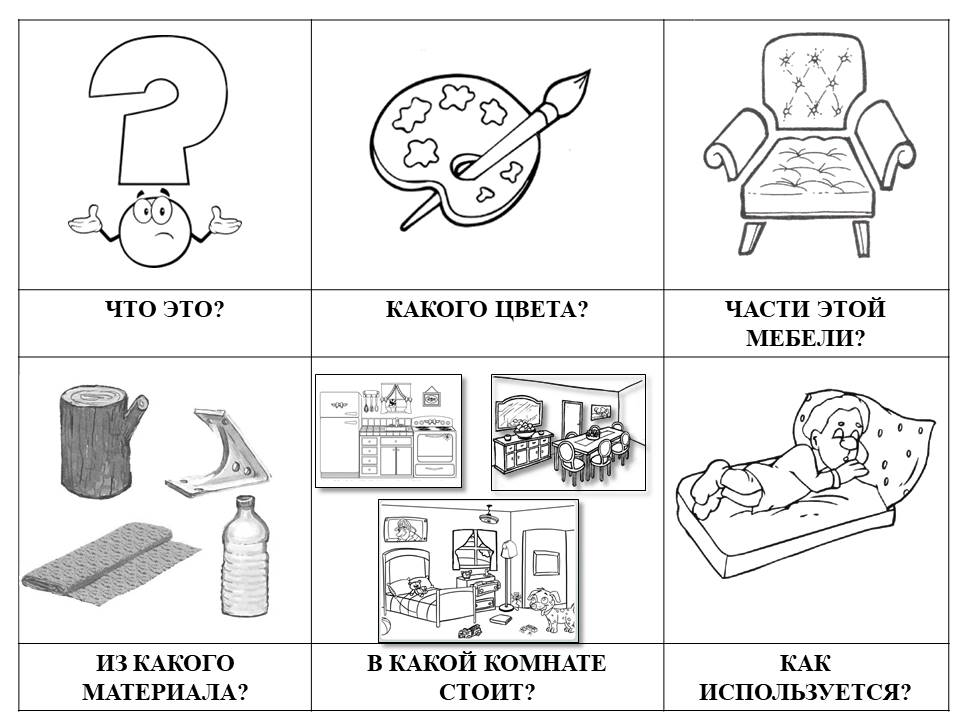 ЧТО ЭТО?
КАКОГО ЦВЕТА?
ЧАСТИ ЭТОЙ
МЕБЕЛИ?
ИЗ КАКОГО
МАТЕРИАЛА?
В КАКОЙ КОМНАТЕ
СТОИТ?
КАК
ИСПОЛЬЗУЕТСЯ?